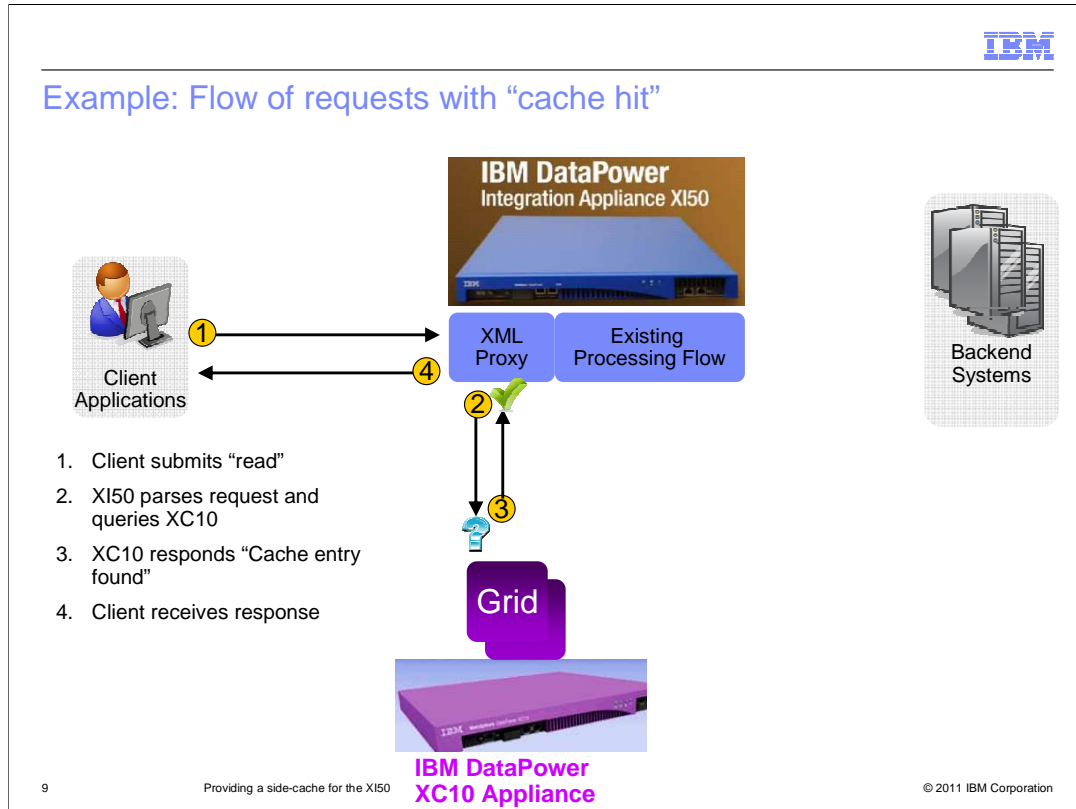 IBM
Example: Flow of requests with “cache hit”
IBM DataPower
Integration Appliance XI50
IBM
1
4
XML
Proxy
Existing
Processing Flow
Client
Applications
Backend
Systems
2
3
1. Client submits “read”
2. XI50 parses request and
queries XC10
3. XC10 responds “Cache entry
found”
4. Client receives response
Grid
IBM
IBM DataPower
XC10 Appliance
9
Providing a side-cache for the XI50
© 2011 IBM Corporation